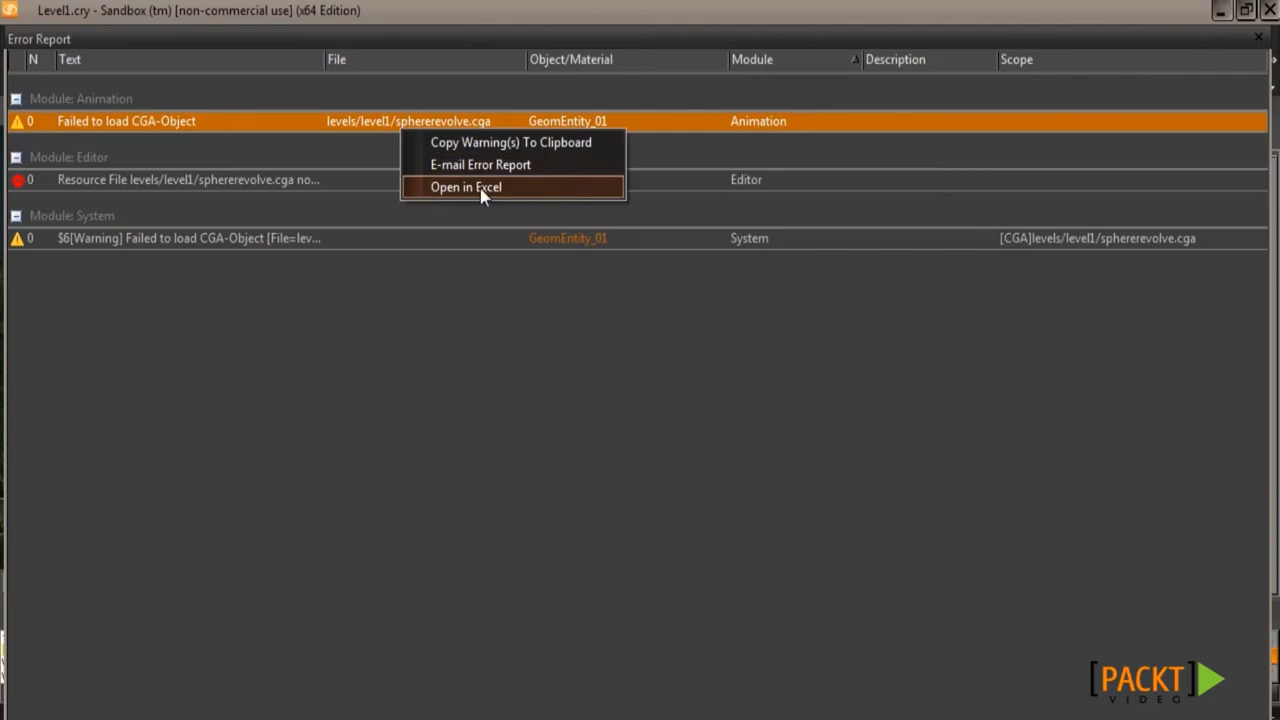 Level1.cry - Sandbox (tm) [non-commercial use] (x64 Edition)
Error Report
N Text File Object/Material Module Description Scope
Module: Animation
0 Failed to load CGA-Object levels/level1/sphererevolve.cga GeomEntity_01 Animation
Copy Warning(s) To Clipboard
Module: Editor
E-mail Error Report
0 Resource File levels/level1/sphererevolve.cga no... Editor
Open in Excel
Module: System
0 $6[Warning] Failed to load CGA-Object [File=lev... GeomEntity_01 System [CGA]levels/level1/sphererevolve.cga
[PACKT]
VIDEO